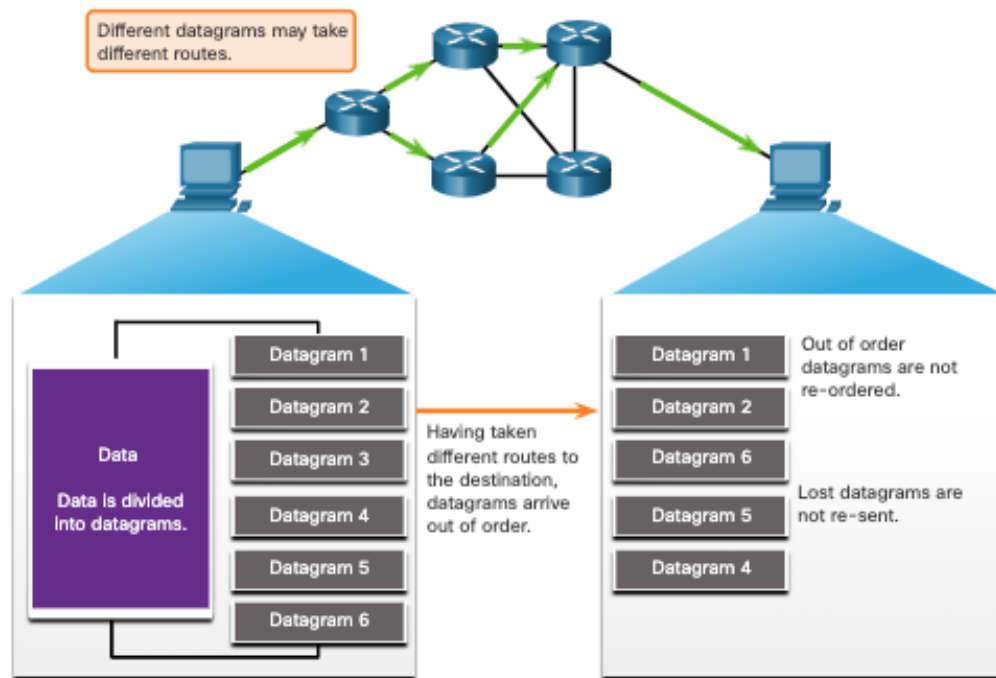 Different datagrams may take
different routes.
Data
Data is divided
into datagrams.
Datagram 1
Datagram 2
Datagram 3
Datagram 4
Datagram 5
Datagram 6
Having taken
different routes to
the destination,
datagrams arrive
out of order.
Datagram 1
Datagram 2
Datagram 6
Datagram 5
Datagram 4
Out of order
datagrams are not
re-ordered.
Lost datagrams are
not re-sent.